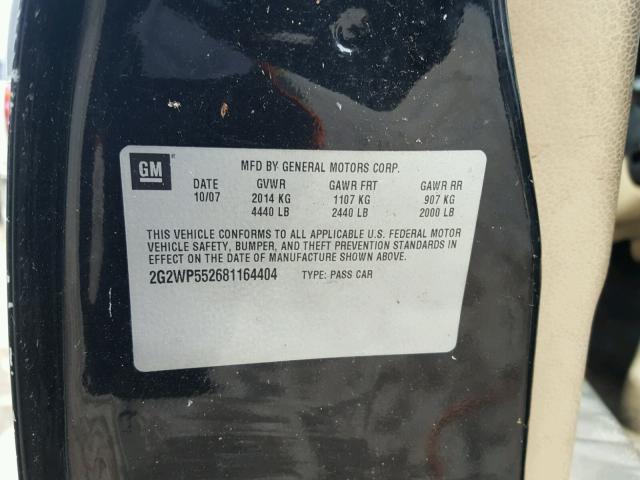 GM
MFD BY GENERAL MOTORS CORP.
DATE GVWR GAWR FRT GAWR RR
10/07 2014 KG 1107 KG 907 KG
4440 LB 2440 LB 2000 LB
THIS VEHICLE CONFORMS TO ALL APPLICABLE U.S. FEDERAL MOTOR
VEHICLE SAFETY, BUMPER, AND THEFT PREVENTION STANDARDS IN
EFFECT ON THE DATE OF MANUFACTURE SHOWN ABOVE.
2G2WP552681164404 TYPE: PASS CAR